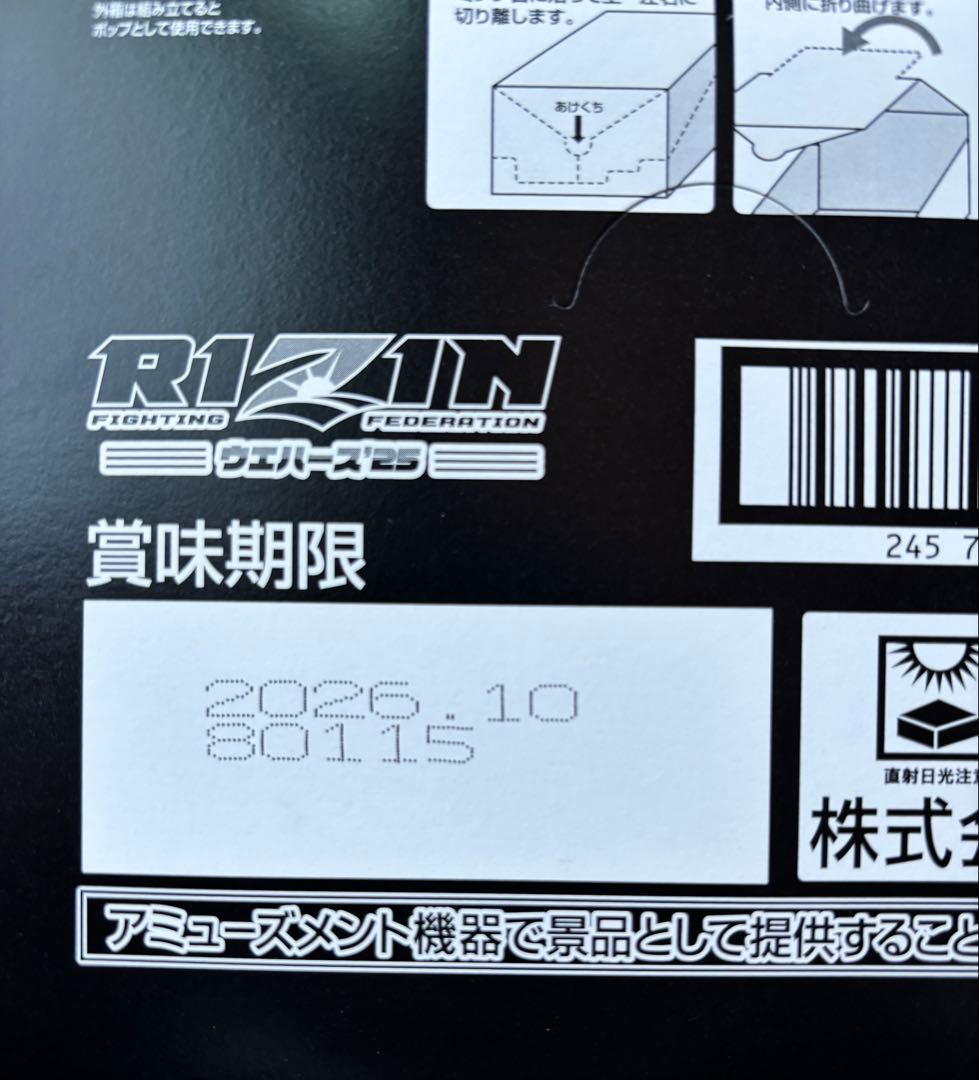 外箱は組み立てると
ポップとして使用できます。
切り離します。
内側に折り曲げます。
あけくち
RIZIN
FIGHTING FEDERATION
ウエハース'25
245 7
賞味期限
2026.10
80115
直射日光注
株式
アミューズメント機器で景品として提供すること